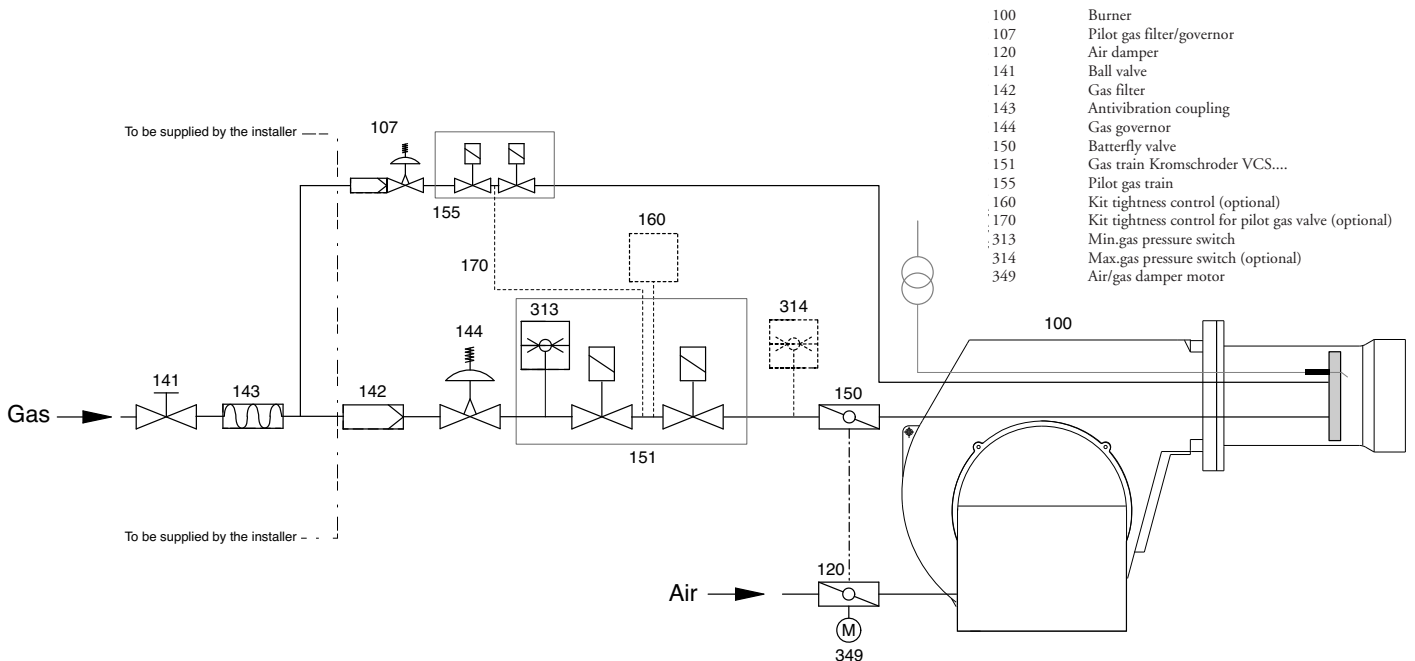 100 Burner
107 Pilot gas filter/governor
120 Air damper
141 Ball valve
142 Gas filter
143 Antivibration coupling
144 Gas governor
150 Batterfly valve
151 Gas train Kromschroder VCS....
155 Pilot gas train
160 Kit tightness control (optional)
170 Kit tightness control for pilot gas valve (optional)
313 Min.gas pressure switch
314 Max.gas pressure switch (optional)
349 Air/gas damper motor
To be supplied by the installer
107
155
160
170
313
314
144
100
141
143
142
150
Gas
151
To be supplied by the installer
120
Air
M
349